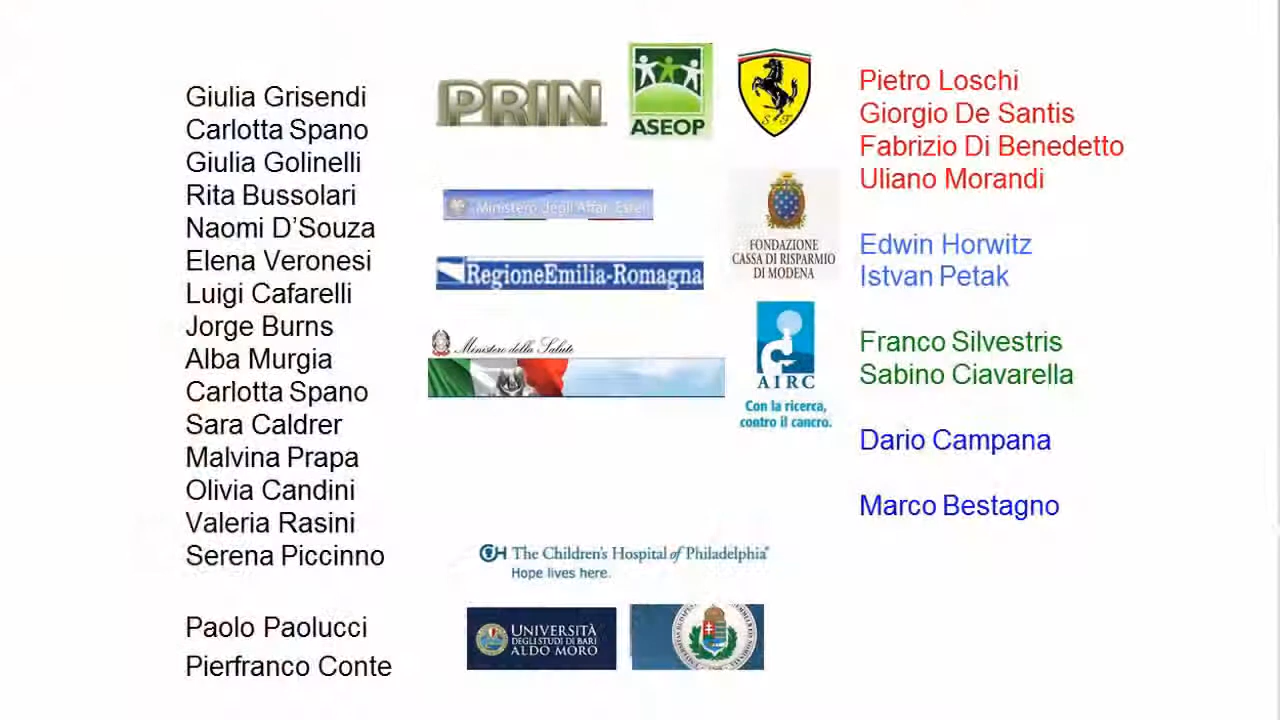 Giulia Grisendi
Carlotta Spano
Giulia Golinelli
Rita Bussolari
Naomi D’Souza
Elena Veronesi
Luigi Cafarelli
Jorge Burns
Alba Murgia
Carlotta Spano
Sara Caldrer
Malvina Prapa
Olivia Candini
Valeria Rasini
Serena Piccinno
Paolo Paolucci
Pierfranco Conte
PRIN
ASEOP
S F
Ministero degli Affari Esteri
FONDAZIONE
CASSA DI RISPARMIO
DI MODENA
RegioneEmilia-Romagna
Ministero della Salute
AIRC
Con la ricerca,
contro il cancro.
The Children's Hospital of Philadelphia®
Hope lives here.
UNIVERSITÀ
DEGLI STUDI DI BARI
ALDO MORO
Pietro Loschi
Giorgio De Santis
Fabrizio Di Benedetto
Uliano Morandi
Edwin Horwitz
Istvan Petak
Franco Silvestris
Sabino Ciavarella
Dario Campana
Marco Bestagno